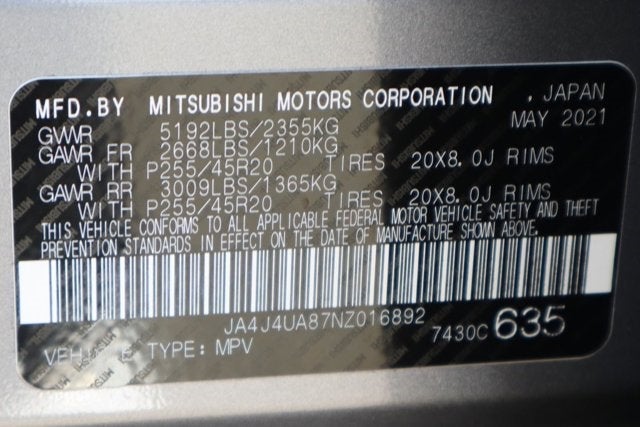 MFD.BY MITSUBISHI MOTORS CORPORATION , JAPAN
GVWR 5192LBS/2355KG MAY 2021
GAWR FR 2668LBS/1210KG
WITH P255/45R20 TIRES 20X8.0J RIMS
GAWR RR 3009LBS/1365KG
WITH P255/45R20 TIRES 20X8.0J RIMS
THIS VEHICLE CONFORMS TO ALL APPLICABLE FEDERAL MOTOR VEHICLE SAFETY AND THEFT
PREVENTION STANDARDS IN EFFECT ON THE DATE OF MANUFACTURE SHOWN ABOVE.
JA4J4UA87NZ016892 7430C 635
TYPE: MPV